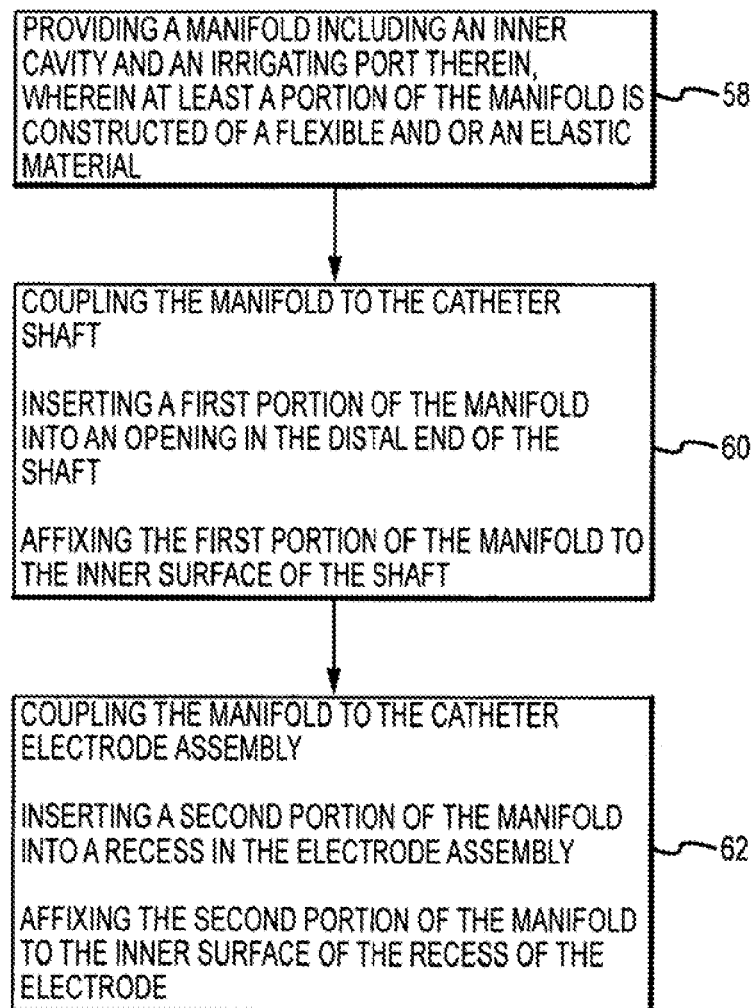 PROVIDING A MANIFOLD INCLUDING AN INNER
CAVITY AND AN IRRIGATING PORT THEREIN,
WHEREIN AT LEAST A PORTION OF THE MANIFOLD IS
CONSTRUCTED OF A FLEXIBLE AND OR AN ELASTIC
MATERIAL
58
COUPLING THE MANIFOLD TO THE CATHETER
SHAFT
INSERTING A FIRST PORTION OF THE MANIFOLD
INTO AN OPENING IN THE DISTAL END OF THE
SHAFT
AFFIXING THE FIRST PORTION OF THE MANIFOLD TO
THE INNER SURFACE OF THE SHAFT
60
COUPLING THE MANIFOLD TO THE CATHETER
ELECTRODE ASSEMBLY
INSERTING A SECOND PORTION OF THE MANIFOLD
INTO A RECESS IN THE ELECTRODE ASSEMBLY
AFFIXING THE SECOND PORTION OF THE MANIFOLD
TO THE INNER SURFACE OF THE RECESS OF THE
ELECTRODE
62